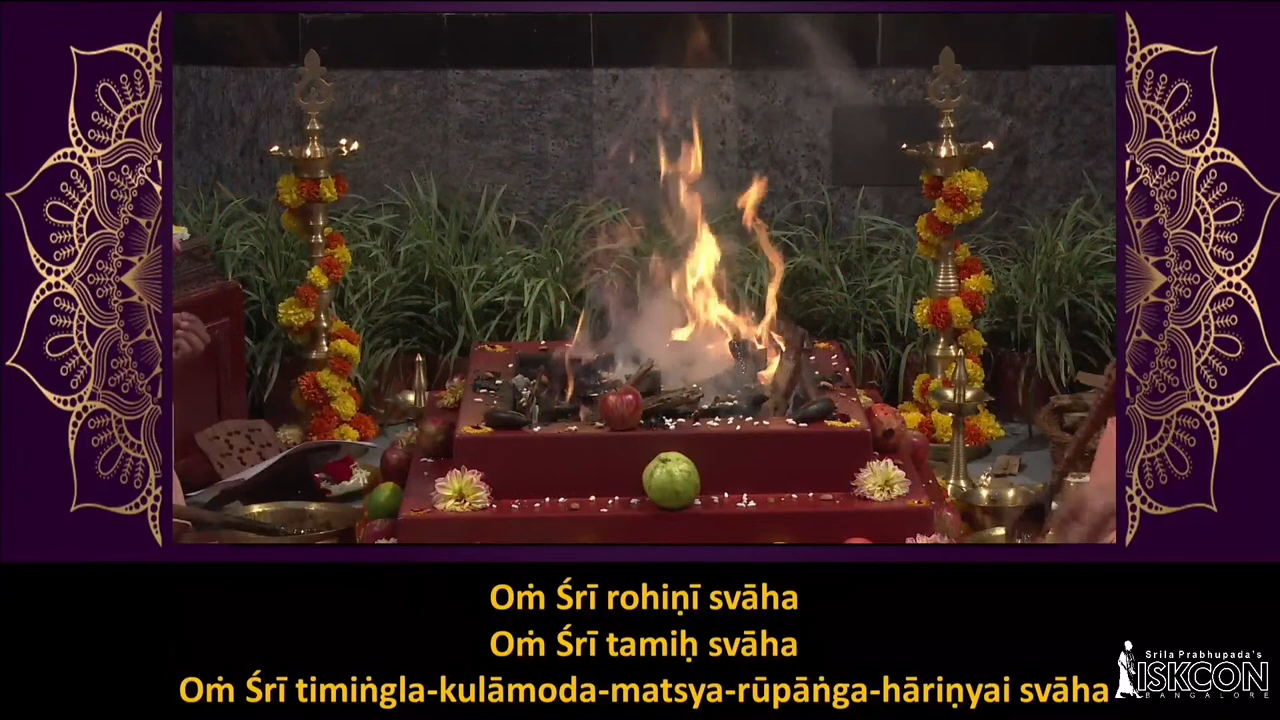 Oṁ Śrī rohiṇī svāha
Oṁ Śrī tamiḥ svāha
Oṁ Śrī timiṅgla-kulāmoda-matsya-rūpāṅga-hāriṇyai svāha
Srila Prabhupada's
ISKCON
BANGALORE